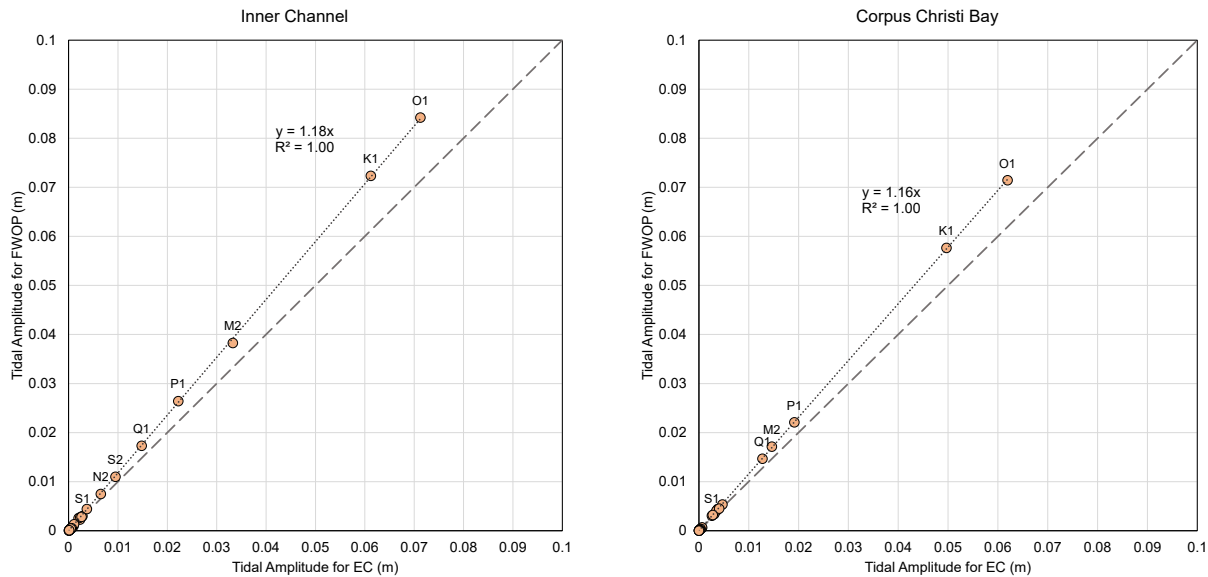 Inner Channel
0.1
0.09
0.08
0.07
0.06
0.05
0.04
0.03
0.02
0.01
0
Tidal Amplitude for FWOP (m)
O1
y = 1.18x
R² = 1.00
K1
M2
P1
Q1
S2
N2
S1
0 0.01 0.02 0.03 0.04 0.05 0.06 0.07 0.08 0.09 0.1
Tidal Amplitude for EC (m)
Corpus Christi Bay
0.1
0.09
0.08
0.07
0.06
0.05
0.04
0.03
0.02
0.01
0
Tidal Amplitude for FWOP (m)
O1
y = 1.16x
R² = 1.00
K1
P1
M2
Q1
S1
0 0.01 0.02 0.03 0.04 0.05 0.06 0.07 0.08 0.09 0.1
Tidal Amplitude for EC (m)